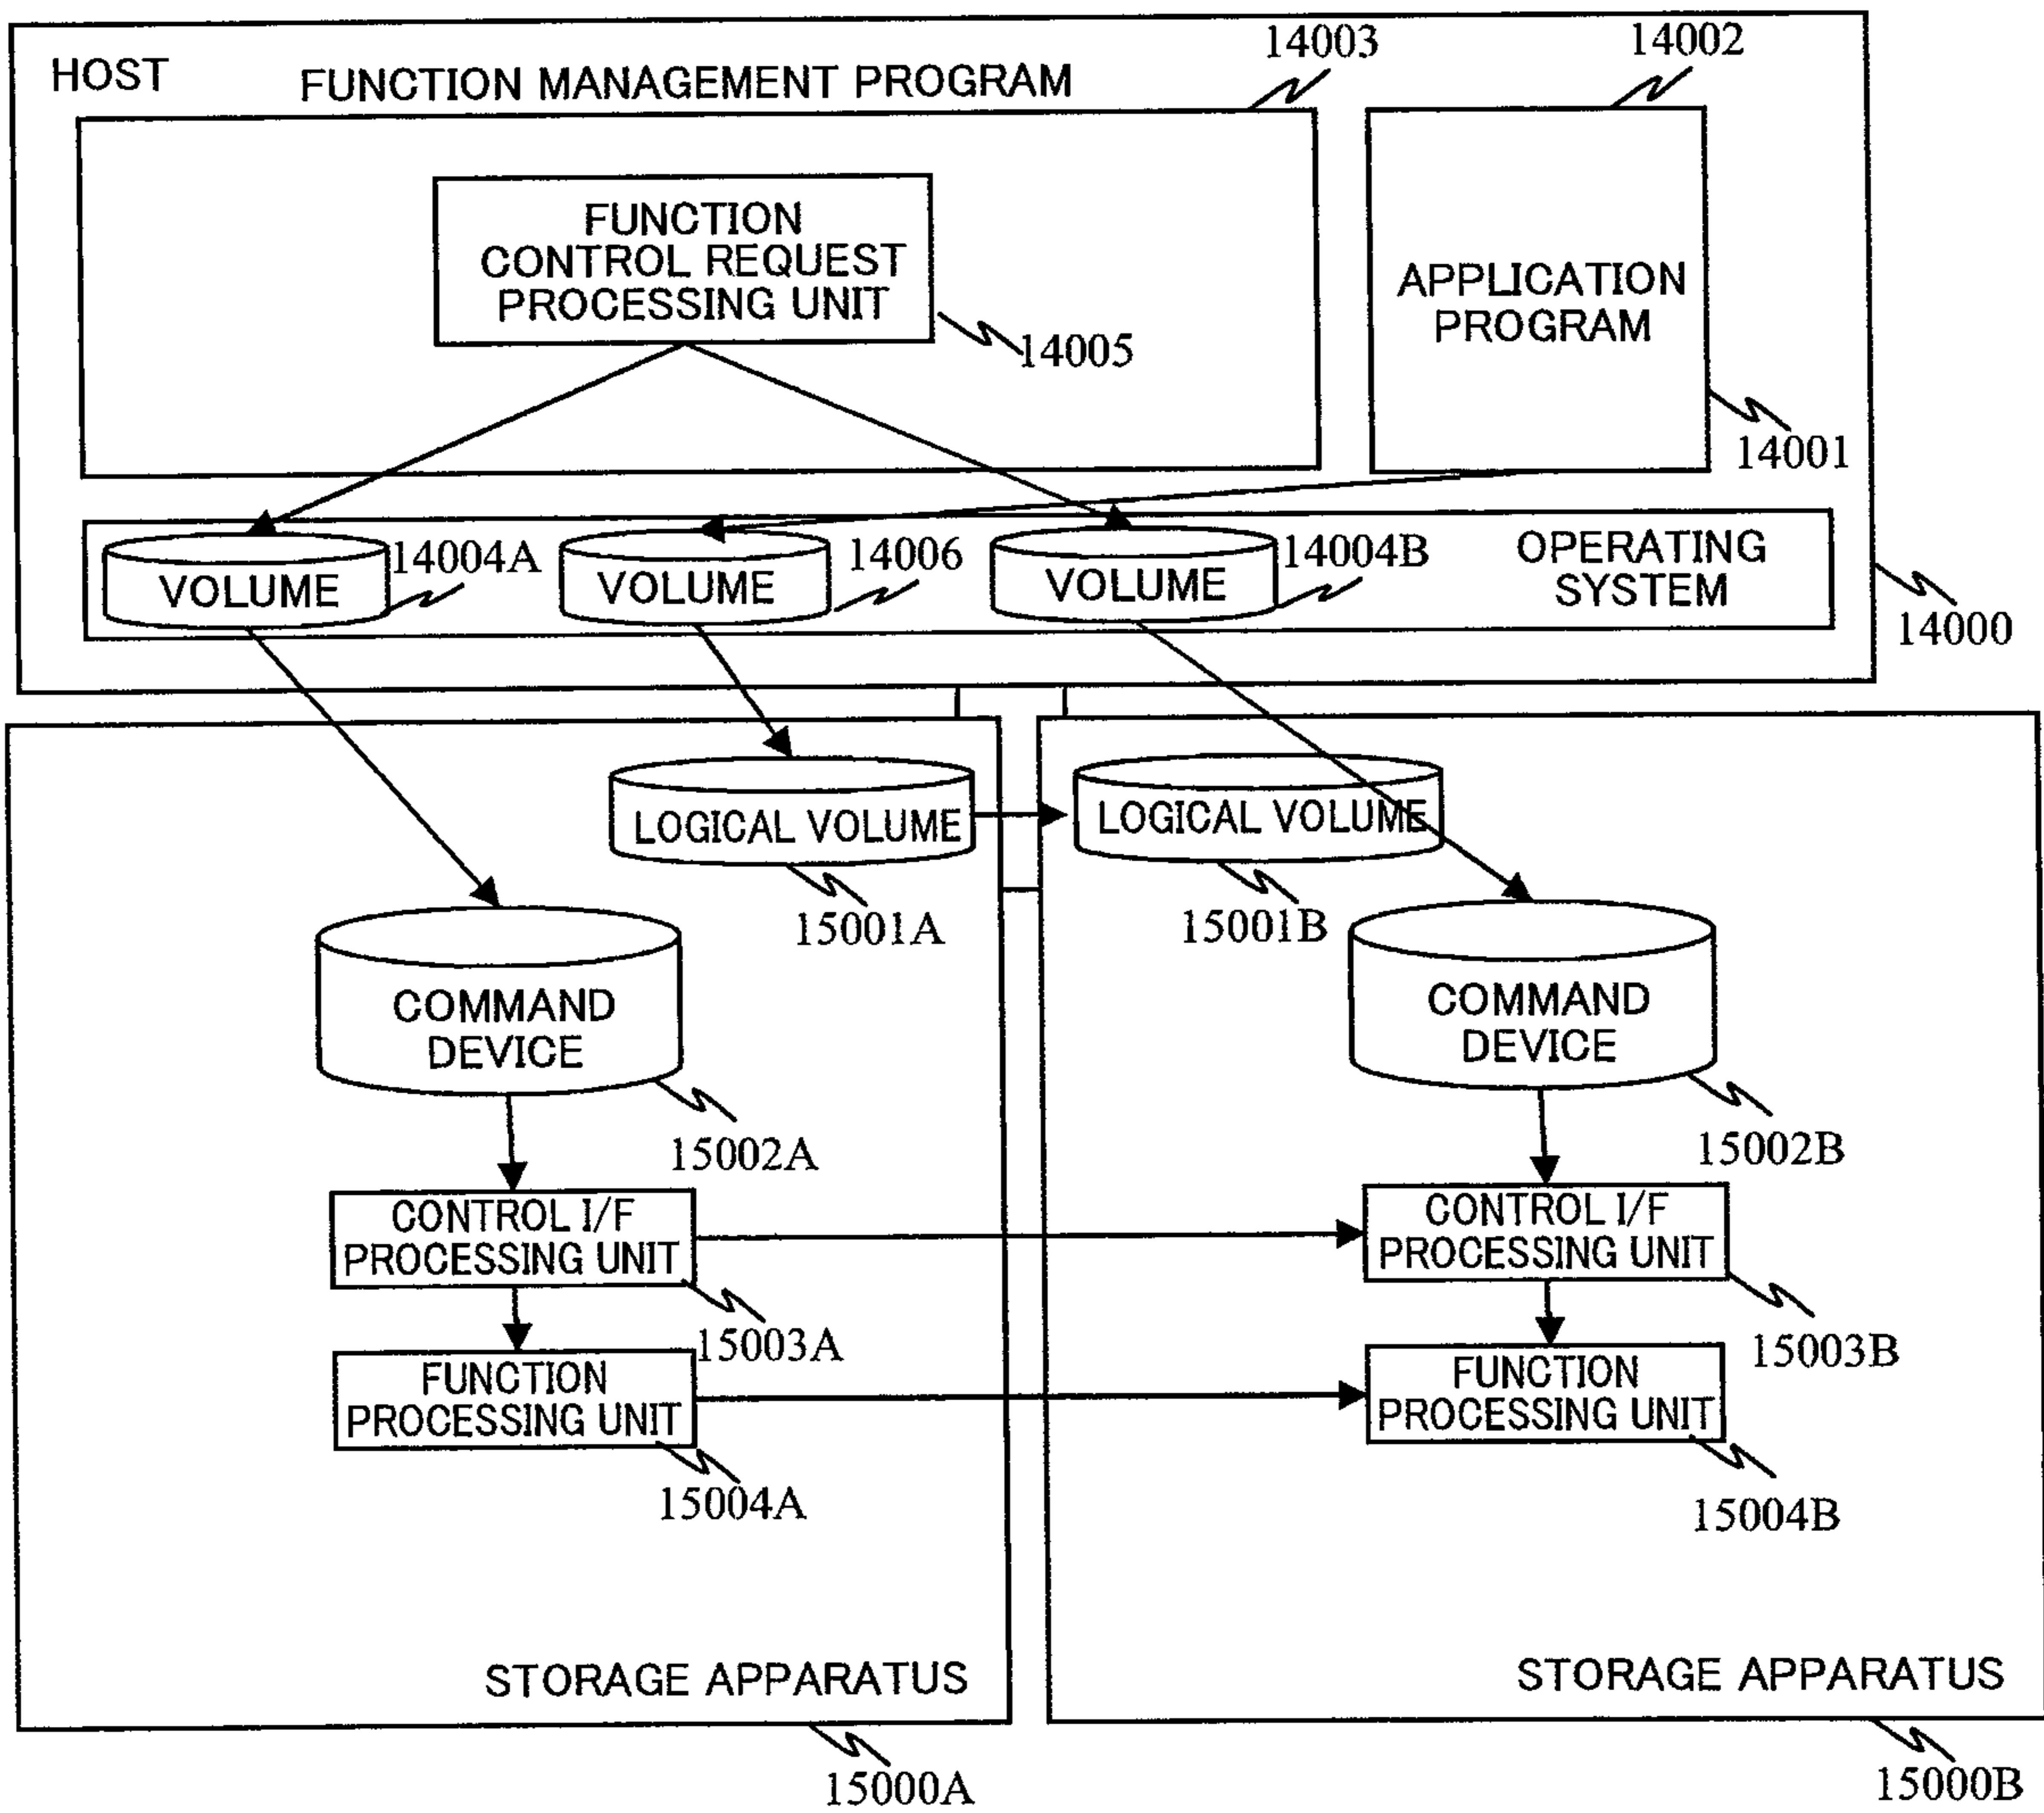 14003
14002
HOST
FUNCTION MANAGEMENT PROGRAM
FUNCTION
CONTROL REQUEST
PROCESSING UNIT
14005
APPLICATION
PROGRAM
14001
VOLUME
14004A
VOLUME
14006
VOLUME
14004B
OPERATING
SYSTEM
14000
LOGICAL VOLUME
15001A
LOGICAL VOLUME
15001B
COMMAND
DEVICE
15002A
COMMAND
DEVICE
15002B
CONTROL I/F
PROCESSING UNIT
15003A
CONTROL I/F
PROCESSING UNIT
15003B
FUNCTION
PROCESSING UNIT
15004A
FUNCTION
PROCESSING UNIT
15004B
STORAGE APPARATUS
15000A
STORAGE APPARATUS
15000B